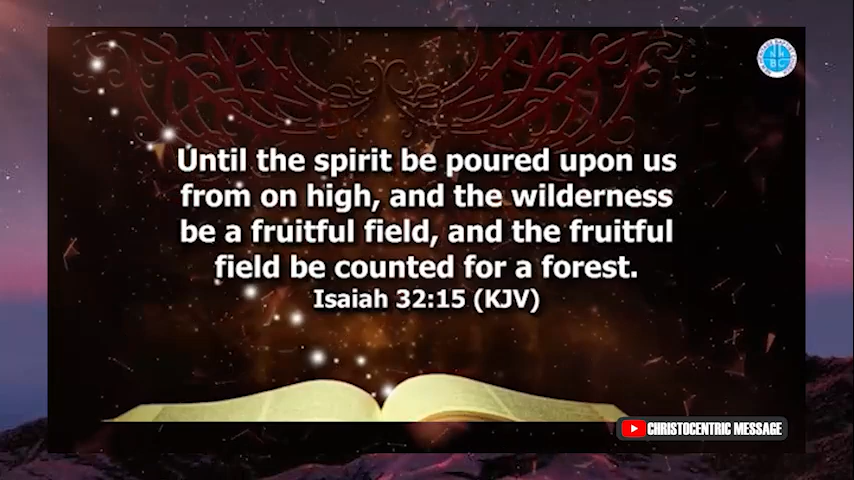 N H
B C
Until the spirit be poured upon us
from on high, and the wilderness
be a fruitful field, and the fruitful
field be counted for a forest.
Isaiah 32:15 (KJV)
CHRISTOCENTRIC MESSAGE